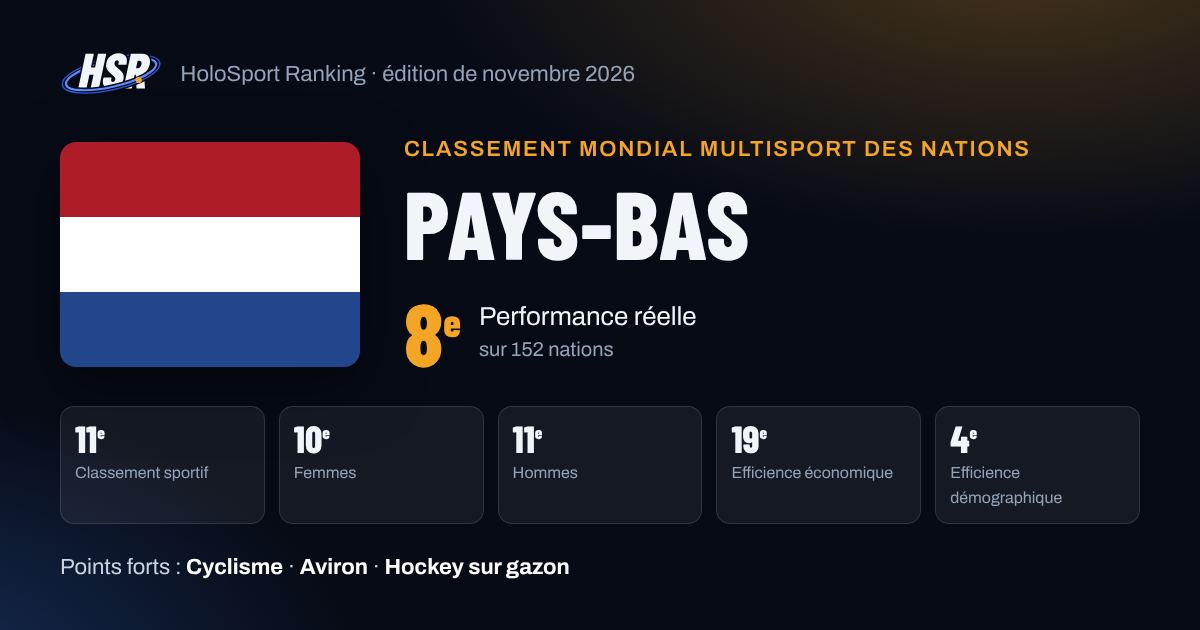 HSR
HoloSport Ranking · édition de novembre 2026
CLASSEMENT MONDIAL MULTISPORT DES NATIONS
PAYS-BAS
8e
Performance réelle
sur 152 nations
11e
Classement sportif
10e
Femmes
11e
Hommes
19e
Efficience économique
4e
Efficience
démographique
Points forts : Cyclisme · Aviron · Hockey sur gazon